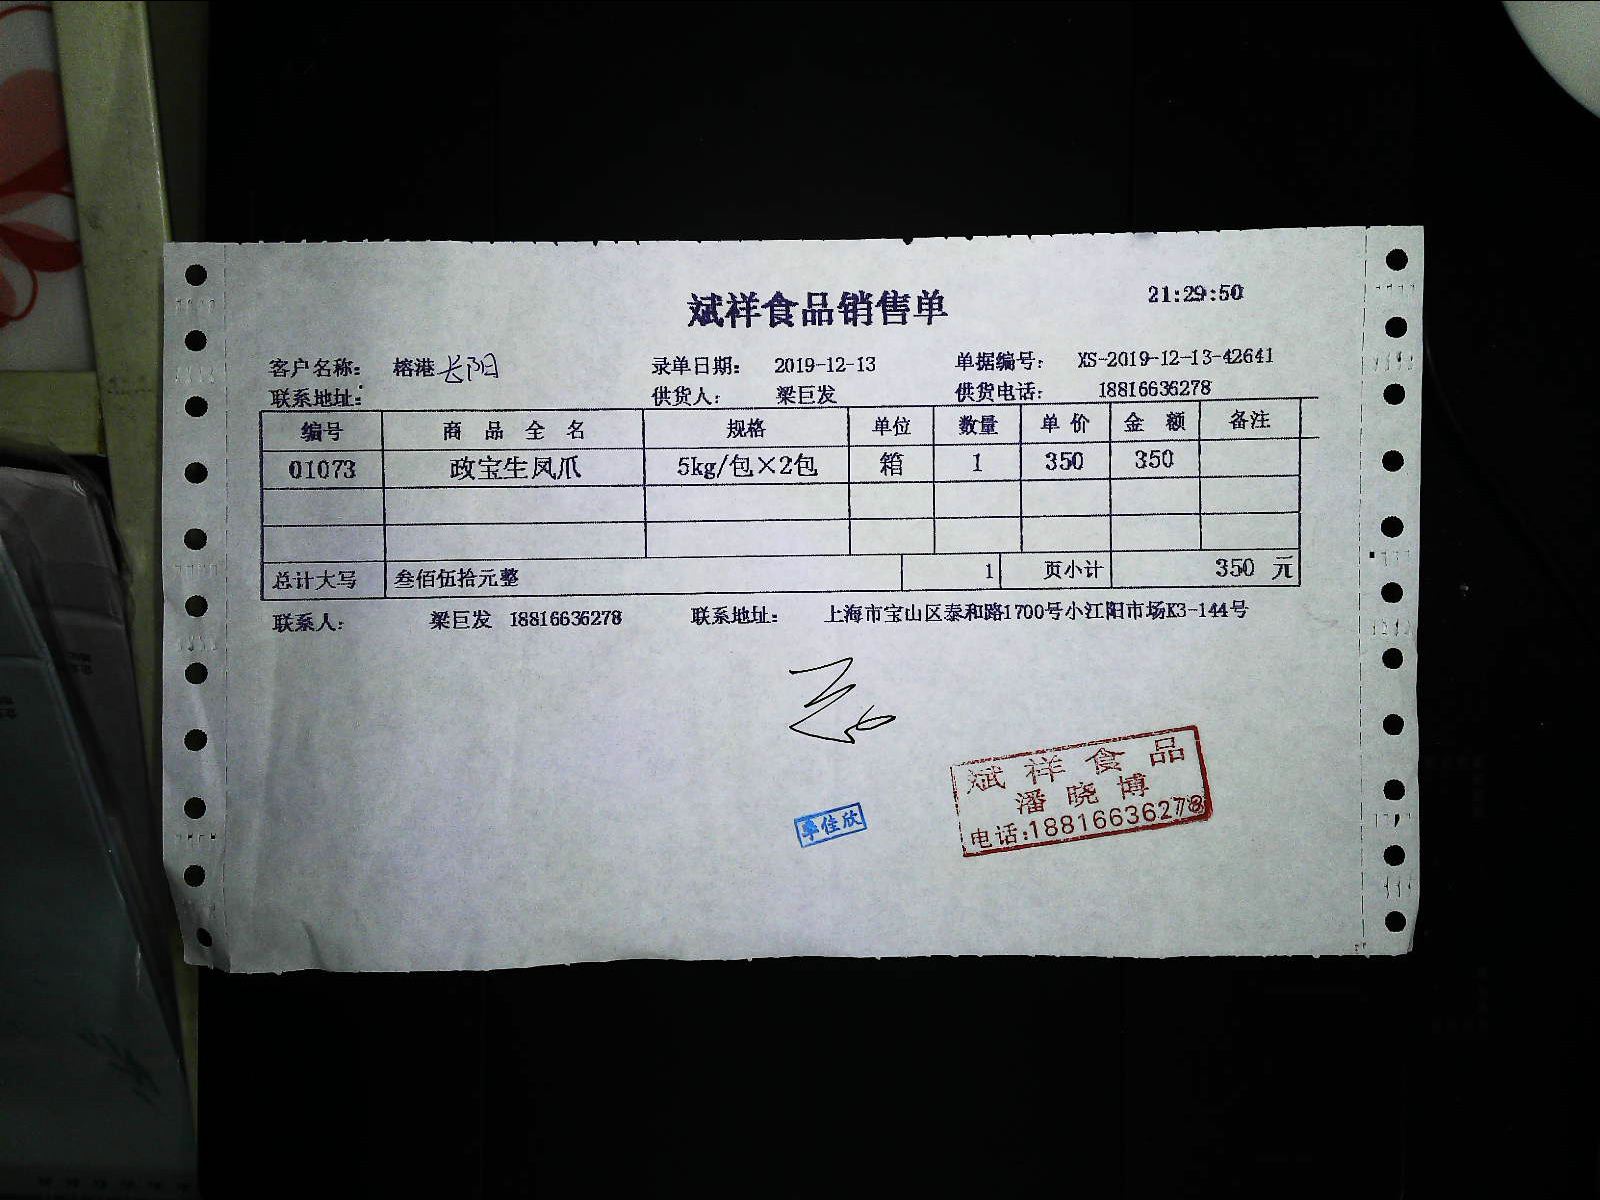 21:29:50
斌祥食品销售单
客户名称： 榕港长阳 录单日期： 2019-12-13 单据编号： XS-2019-12-13-42641
联系地址： 供货人： 梁巨发 供货电话： 18816636278
编号 商 品 全 名 规格 单位 数量 单 价 金 额 备注
01073 政宝生凤爪 5kg/包×2包 箱 1 350 350
总计大写 叁佰伍拾元整 1 页小计 350 元
联系人： 梁巨发 18816636278 联系地址： 上海市宝山区泰和路1700号小江阳市场K3-144号
斌祥食品
潘晓博
电话:18816636278
李佳欣